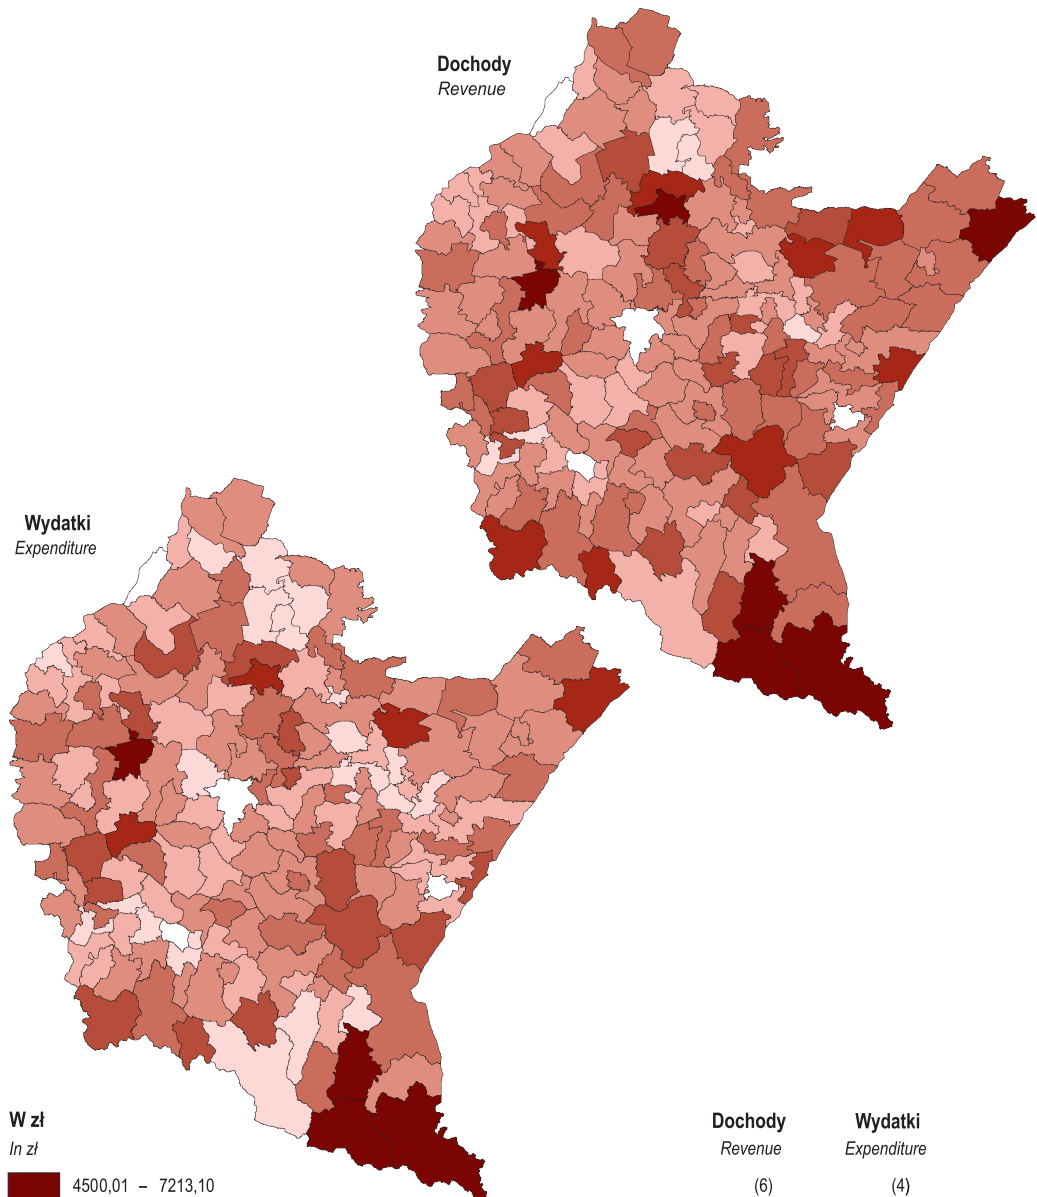 Dochody
Revenue
Wydatki
Expenditure
W zł
In zł
Dochody Wydatki
Revenue Expenditure
4500,01 – 7213,10 (6) (4)